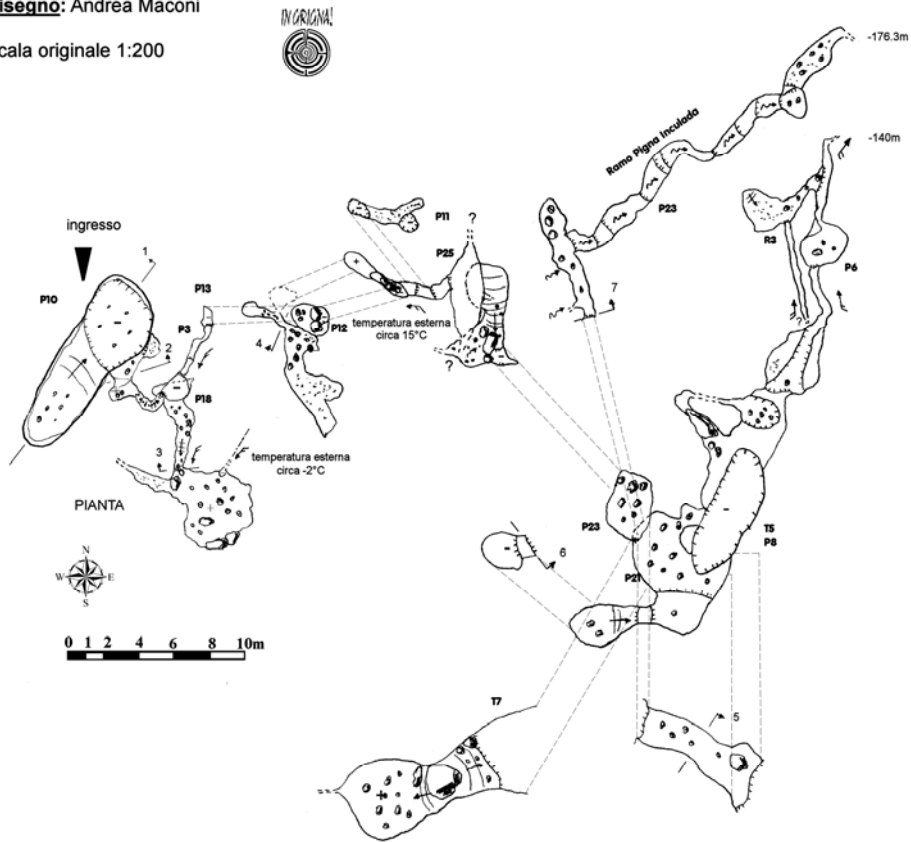 isegno: Andrea Maconi
cala originale 1:200
IN GRIGNA!
-176.3m
-140m
Ramo Pigna Inculada
P23
R3
P6
P11
?
P25
7
ingresso
1
P10
P13
P3
2
4
P12
temperatura esterna
circa 15°C
?
P18
3
temperatura esterna
circa -2°C
PIANTA
N
W E
S
0 1 2 4 6 8 10m
?
P23
T5
P8
6
P21
T7
5